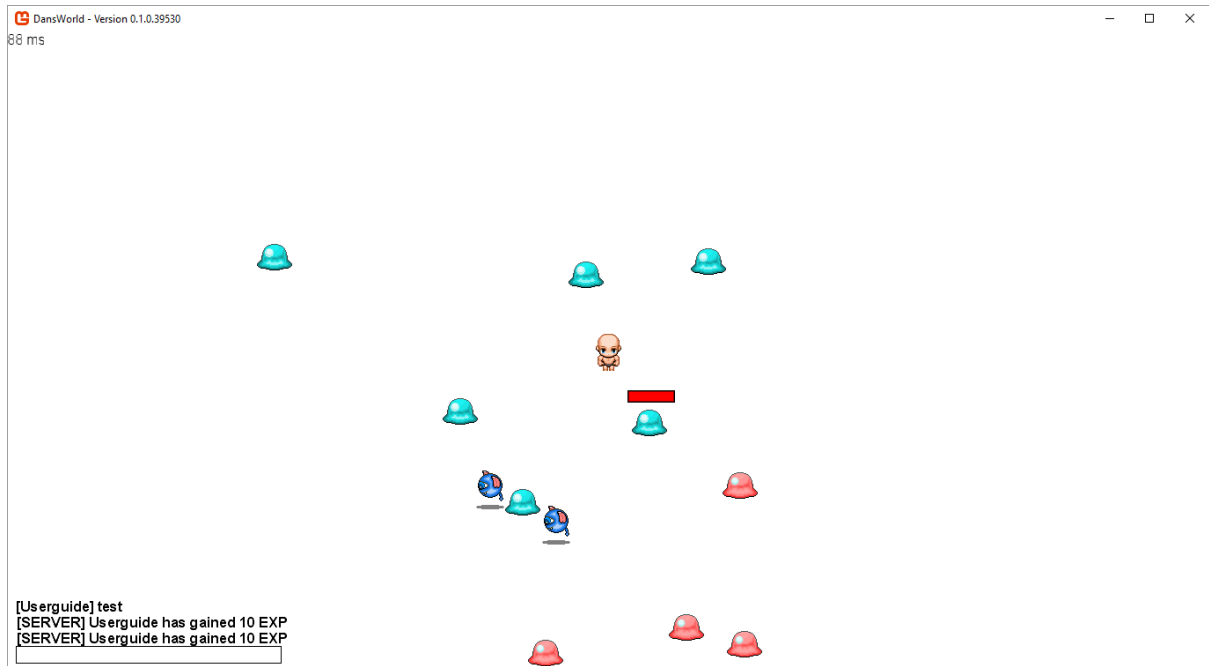 DansWorld - Version 0.1.0.39530
88 ms
[Userguide] test
[SERVER] Userguide has gained 10 EXP
[SERVER] Userguide has gained 10 EXP